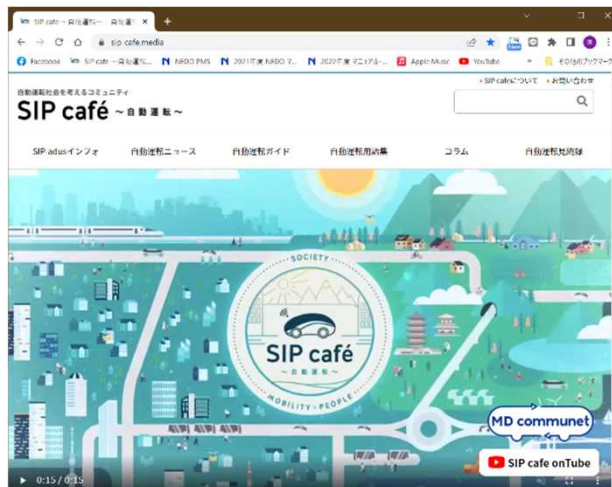 SIP cafe ー 自動運転ー 自動運転
sip-cafe.media
Facebook
SIP cafe ー自動運転...
NEDO PMS
2021年度 NEDO マ...
2022年度 マニュアル...
Apple Music
YouTube
その他のブックマーク
SIP cafeについて
お問い合わせ
自動運転社会を考えるコミュニティ
SIP café ～自動運転～
SIP-adusインフォ
自動運転ニュース
自動運転ガイド
自動運転用語集
コラム
自動運転見聞録
SOCIETY
SIP café
～自動運転～
MOBILITY
PEOPLE
MD communet
SIP cafe onTube
0:15 / 0:15